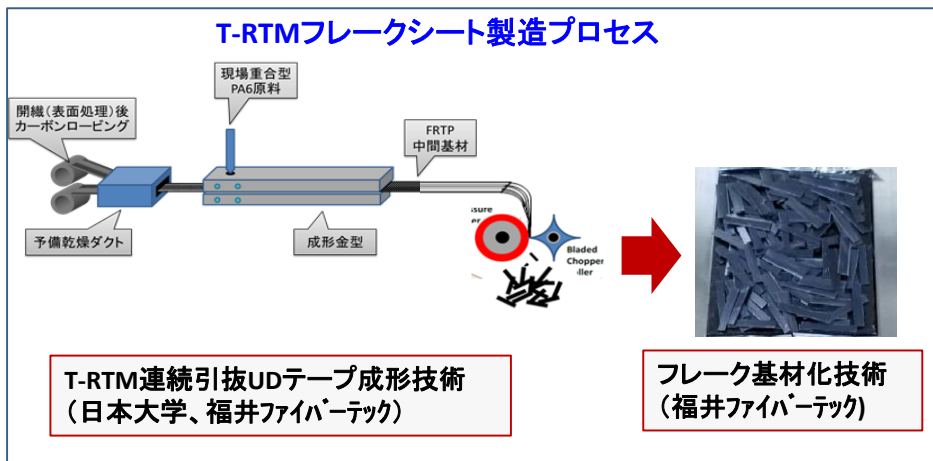 T-RTMフレークシート製造プロセス
現場重合型
PA6原料
開繊(表面処理)後
カーボンロービング
FRTP
中間基材
予備乾燥ダクト
成形金型
Bladed
Chopper
T-RTM連続引抜UDテープ成形技術
(日本大学、福井ファイバーテック)
フレーク基材化技術
(福井ファイバーテック)